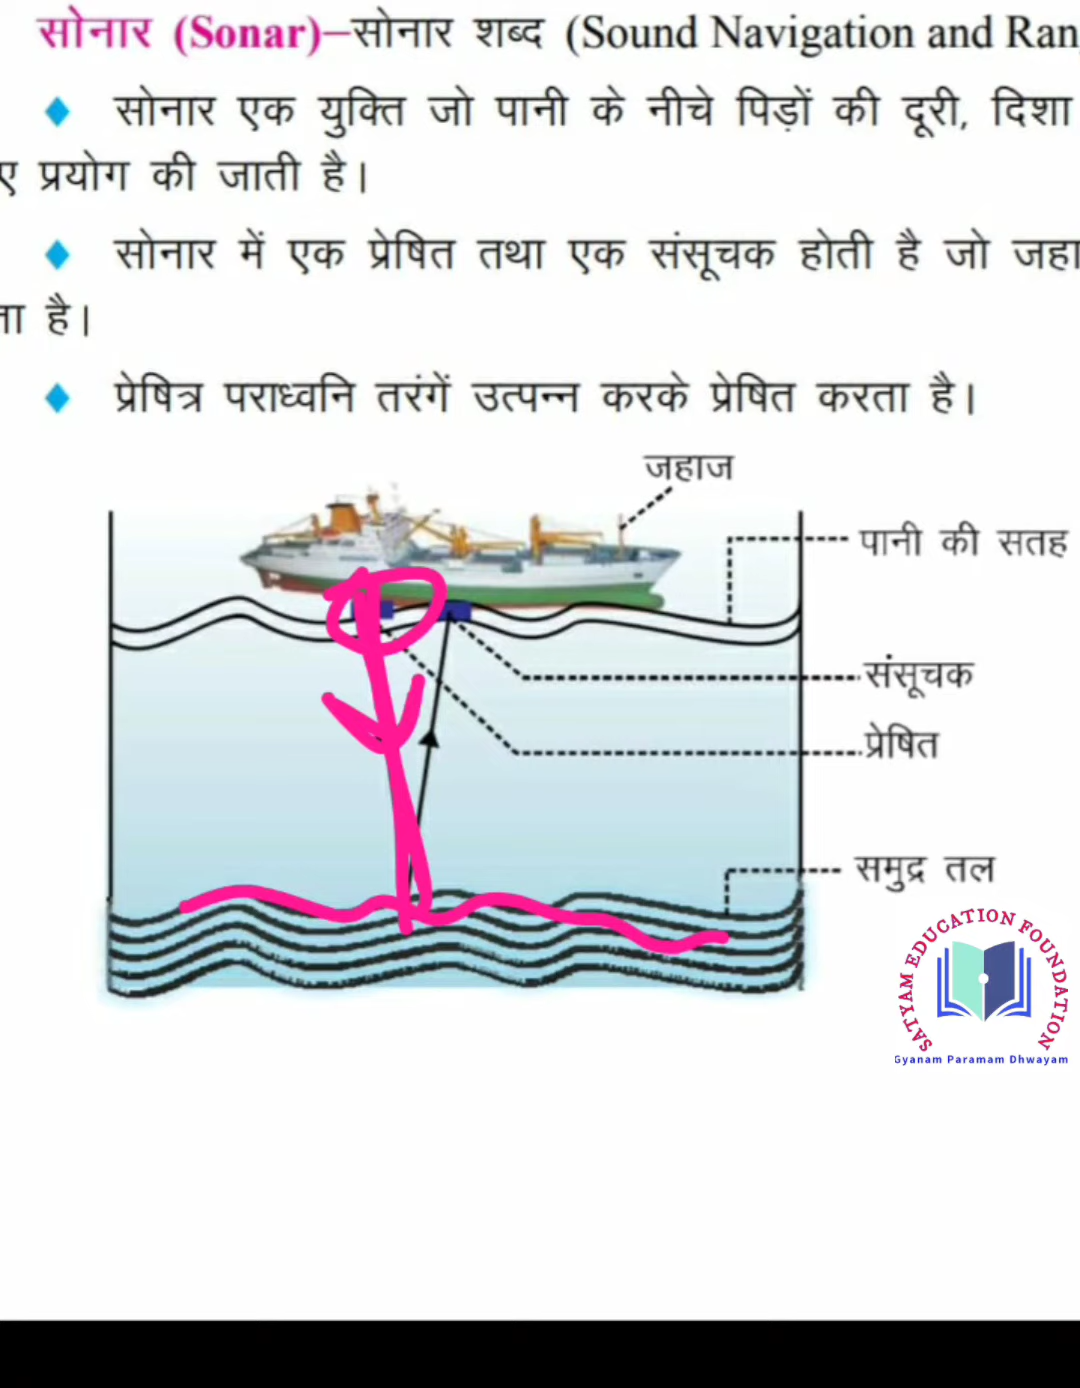 सोनार (Sonar)–सोनार शब्द (Sound Navigation and Ran
◆ सोनार एक युक्ति जो पानी के नीचे पिड़ों की दूरी, दिशा
ए प्रयोग की जाती है।
◆ सोनार में एक प्रेषित तथा एक संसूचक होती है जो जहा
ता है।
◆ प्रेषित्र पराध्वनि तरंगें उत्पन्न करके प्रेषित करता है।
जहाज
पानी की सतह
संसूचक
प्रेषित
समुद्र तल
SATYAM EDUCATION FOUNDATION
Gyanam Paramam Dhwayam